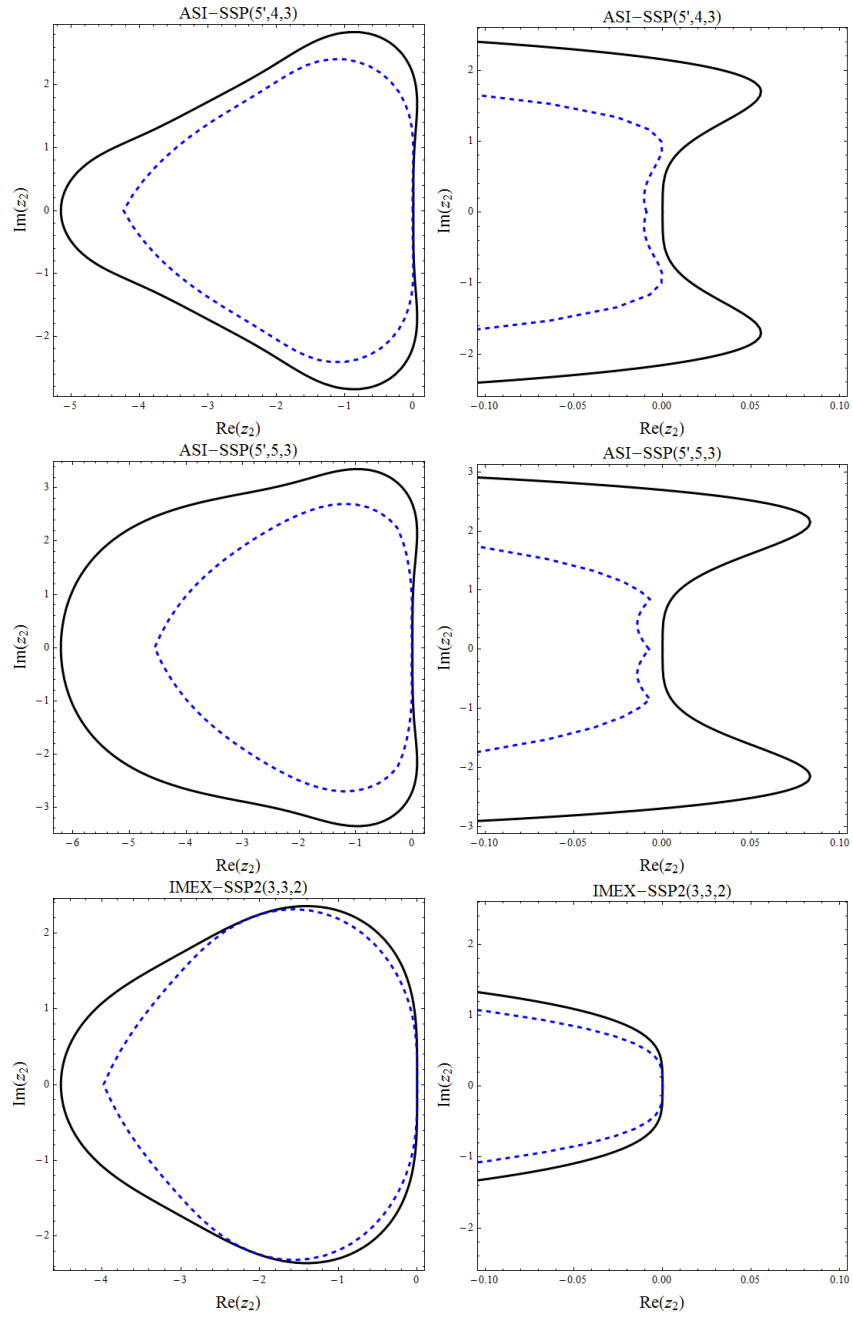 ASI−SSP(5',4,3)
Im(z₂)
2
1
0
−1
−2
−5 −4 −3 −2 −1 0
Re(z₂)
ASI−SSP(5',4,3)
Im(z₂)
2
1
0
−1
−2
−0.10 −0.05 0.00 0.05 0.10
Re(z₂)
ASI−SSP(5',5,3)
Im(z₂)
3
2
1
0
−1
−2
−3
−6 −5 −4 −3 −2 −1 0
Re(z₂)
ASI−SSP(5',5,3)
Im(z₂)
3
2
1
0
−1
−2
−3
−0.10 −0.05 0.00 0.05 0.10
Re(z₂)
IMEX−SSP2(3,3,2)
Im(z₂)
2
1
0
−1
−2
−4 −3 −2 −1 0
Re(z₂)
IMEX−SSP2(3,3,2)
Im(z₂)
2
1
0
−1
−2
−0.10 −0.05 0.00 0.05 0.10
Re(z₂)